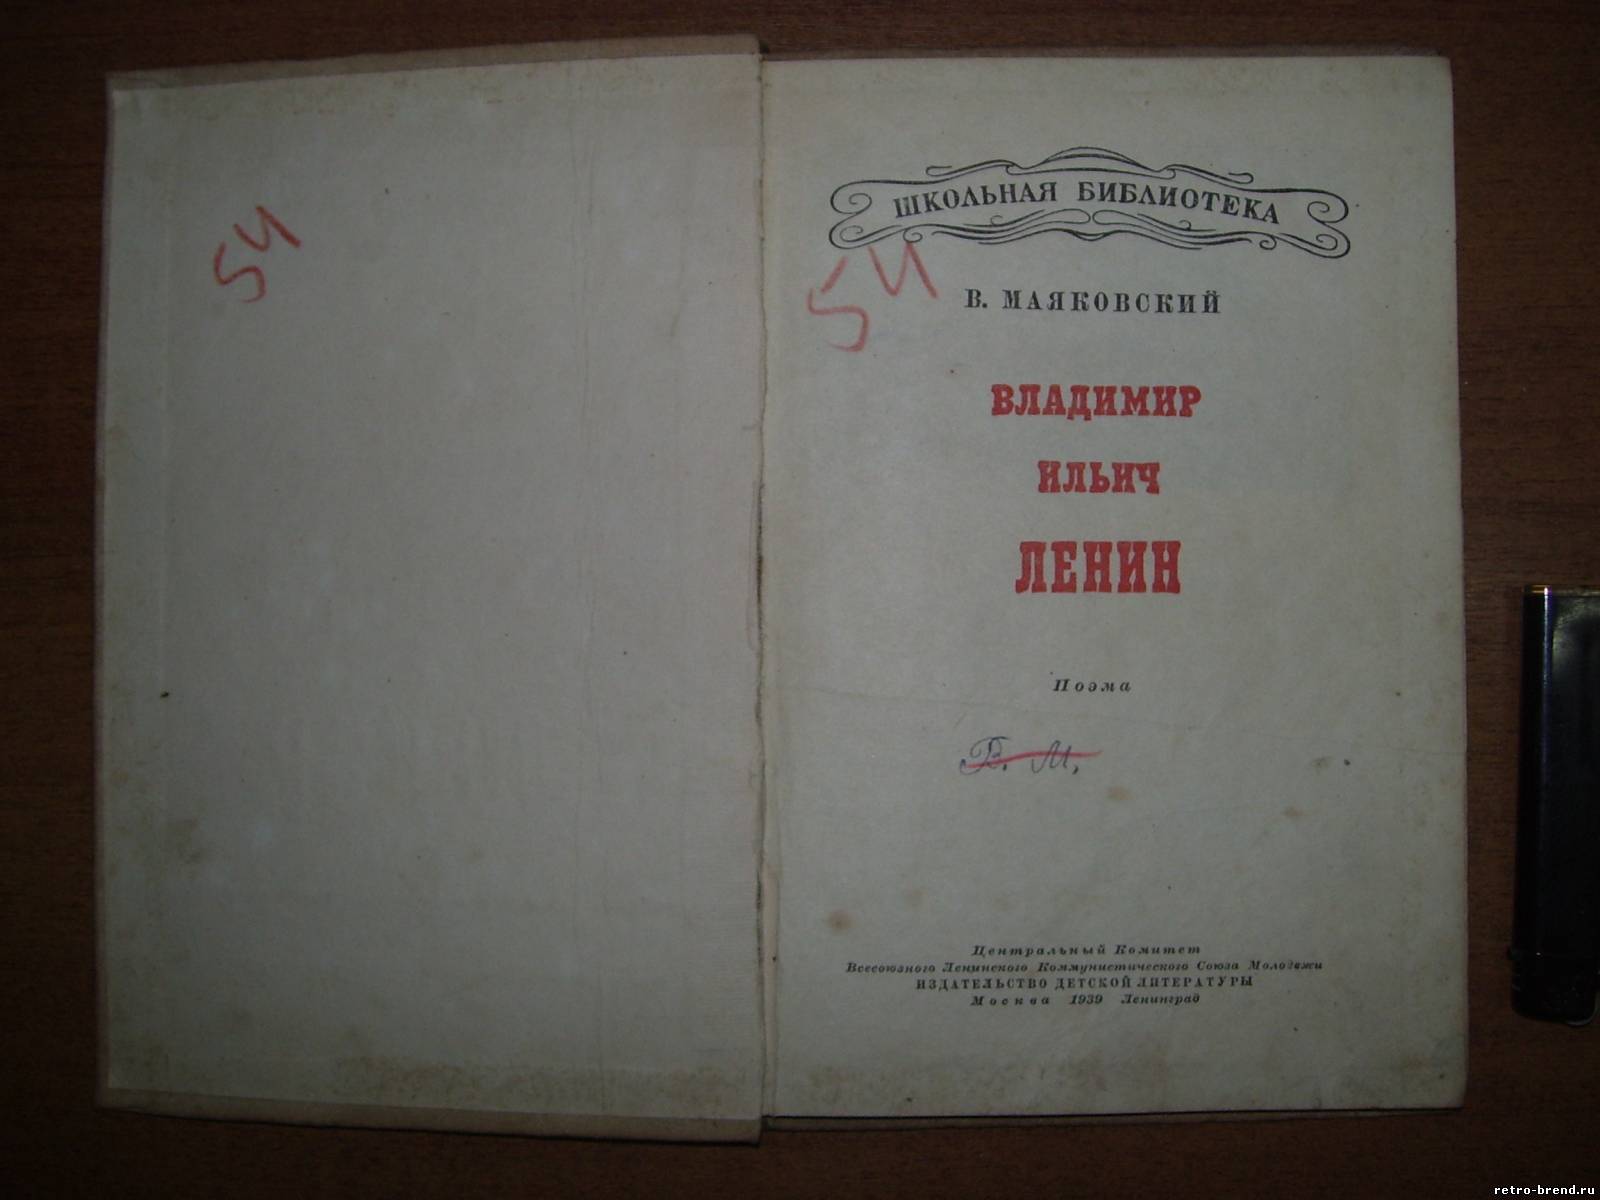 54
ШКОЛЬНАЯ БИБЛИОТЕКА
54
В. МАЯКОВСКИЙ
ВЛАДИМИР
ИЛЬИЧ
ЛЕНИН
Поэма
В. М.
Центральный Комитет
Всесоюзного Ленинского Коммунистического Союза Молодежи
ИЗДАТЕЛЬСТВО ДЕТСКОЙ ЛИТЕРАТУРЫ
Москва 1939 Ленинград
retro-brend.ru